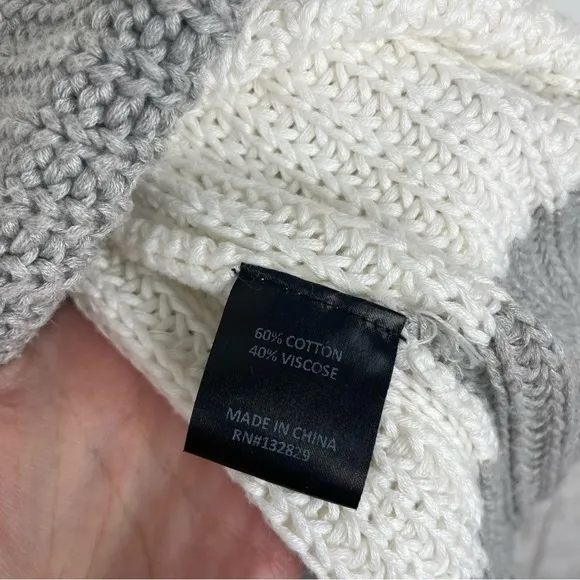 60% COTTON
40% VISCOSE
MADE IN CHINA
RN#132829